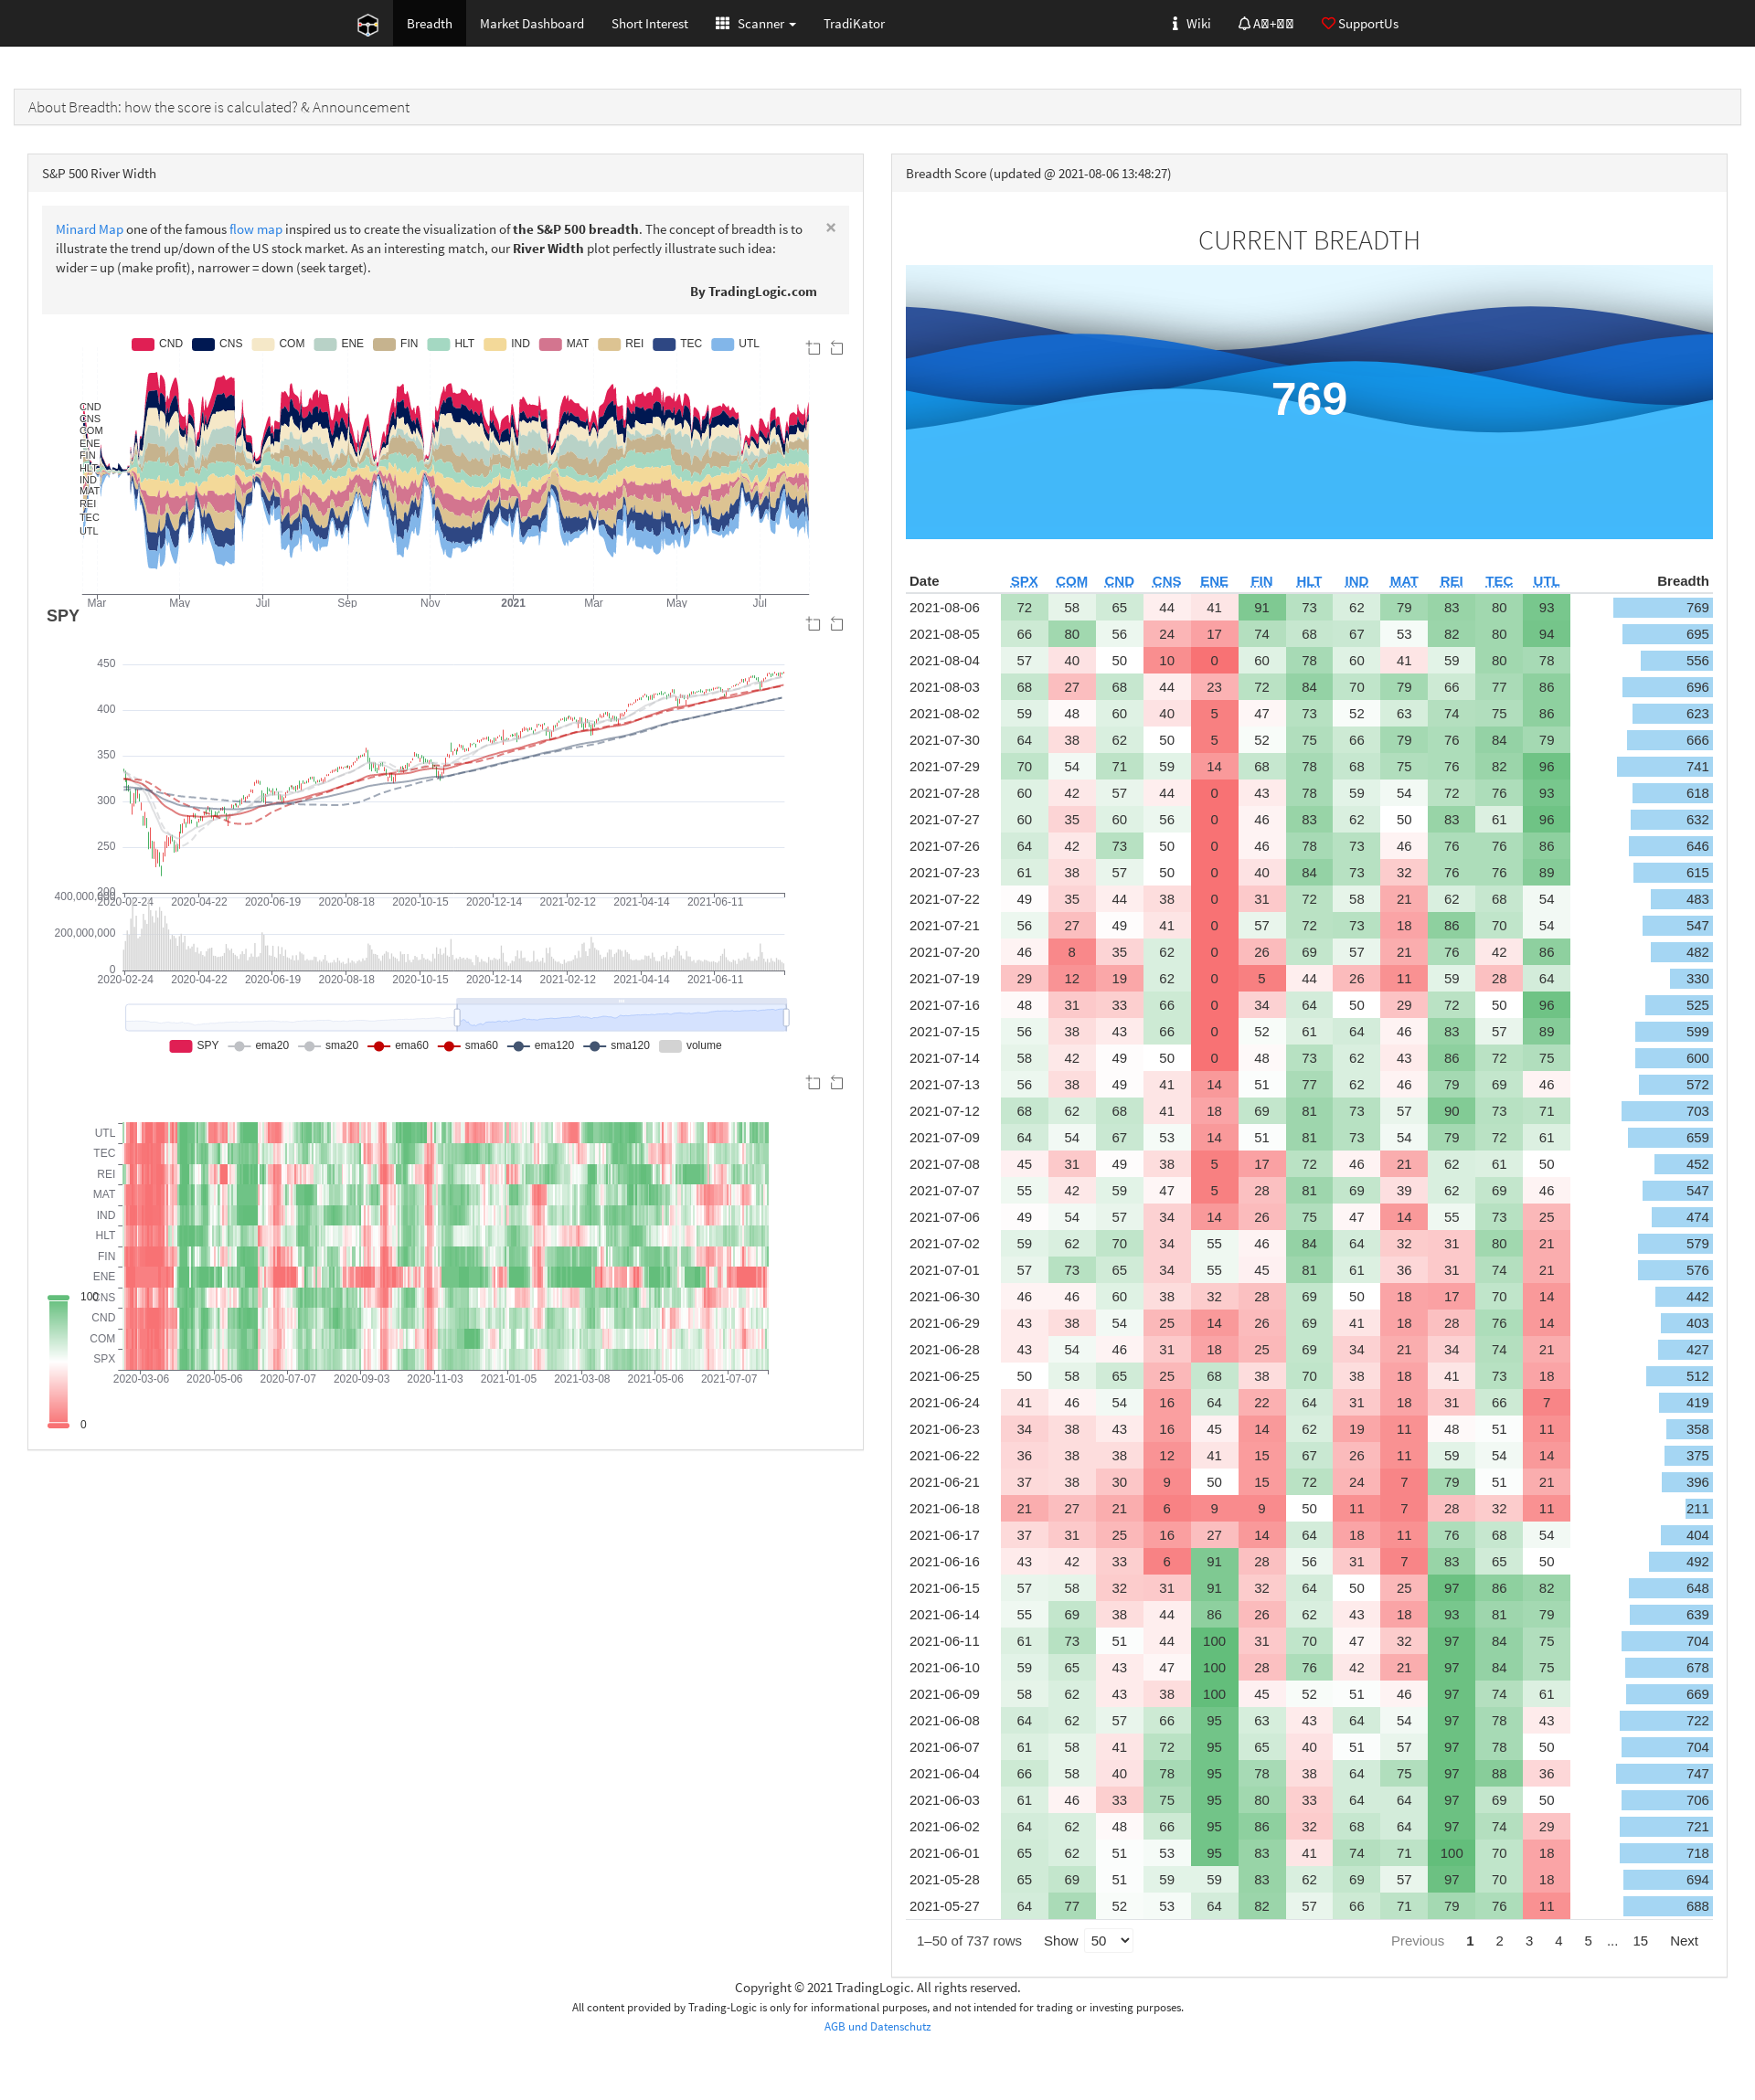 Breadth Market Dashboard Short Interest Scanner TradiKator Wiki SupportUs
About Breadth: how the score is calculated? & Announcement
S&P 500 River Width
Minard Map one of the famous flow map inspired us to create the visualization of the S&P 500 breadth. The concept of breadth is to
illustrate the trend up/down of the US stock market. As an interesting match, our River Width plot perfectly illustrate such idea:
wider = up (make profit), narrower = down (seek target).
×
By TradingLogic.com
CND CNS COM ENE FIN HLT IND MAT REI TEC UTL
CND
CNS
COM
ENE
FIN
HLT
IND
MAT
REI
TEC
UTL
Mar May Jul Sep Nov 2021 Mar May Jul
SPY
450
400
350
300
250
200
2020-02-24 2020-04-22 2020-06-19 2020-08-18 2020-10-15 2020-12-14 2021-02-12 2021-04-14 2021-06-11
400,000,000
200,000,000
0
2020-02-24 2020-04-22 2020-06-19 2020-08-18 2020-10-15 2020-12-14 2021-02-12 2021-04-14 2021-06-11
SPY ema20 sma20 ema60 sma60 ema120 sma120 volume
UTL
TEC
REI
MAT
IND
HLT
FIN
ENE
CNS
CND
COM
SPX
100
0
2020-03-06 2020-05-06 2020-07-07 2020-09-03 2020-11-03 2021-01-05 2021-03-08 2021-05-06 2021-07-07
Breadth Score (updated @ 2021-08-06 13:48:27)
CURRENT BREADTH
769
Date SPX COM CND CNS ENE FIN HLT IND MAT REI TEC UTL Breadth
2021-08-06 72 58 65 44 41 91 73 62 79 83 80 93 769
2021-08-05 66 80 56 24 17 74 68 67 53 82 80 94 695
2021-08-04 57 40 50 10 0 60 78 60 41 59 80 78 556
2021-08-03 68 27 68 44 23 72 84 70 79 66 77 86 696
2021-08-02 59 48 60 40 5 47 73 52 63 74 75 86 623
2021-07-30 64 38 62 50 5 52 75 66 79 76 84 79 666
2021-07-29 70 54 71 59 14 68 78 68 75 76 82 96 741
2021-07-28 60 42 57 44 0 43 78 59 54 72 76 93 618
2021-07-27 60 35 60 56 0 46 83 62 50 83 61 96 632
2021-07-26 64 42 73 50 0 46 78 73 46 76 76 86 646
2021-07-23 61 38 57 50 0 40 84 73 32 76 76 89 615
2021-07-22 49 35 44 38 0 31 72 58 21 62 68 54 483
2021-07-21 56 27 49 41 0 57 72 73 18 86 70 54 547
2021-07-20 46 8 35 62 0 26 69 57 21 76 42 86 482
2021-07-19 29 12 19 62 0 5 44 26 11 59 28 64 330
2021-07-16 48 31 33 66 0 34 64 50 29 72 50 96 525
2021-07-15 56 38 43 66 0 52 61 64 46 83 57 89 599
2021-07-14 58 42 49 50 0 48 73 62 43 86 72 75 600
2021-07-13 56 38 49 41 14 51 77 62 46 79 69 46 572
2021-07-12 68 62 68 41 18 69 81 73 57 90 73 71 703
2021-07-09 64 54 67 53 14 51 81 73 54 79 72 61 659
2021-07-08 45 31 49 38 5 17 72 46 21 62 61 50 452
2021-07-07 55 42 59 47 5 28 81 69 39 62 69 46 547
2021-07-06 49 54 57 34 14 26 75 47 14 55 73 25 474
2021-07-02 59 62 70 34 55 46 84 64 32 31 80 21 579
2021-07-01 57 73 65 34 55 45 81 61 36 31 74 21 576
2021-06-30 46 46 60 38 32 28 69 50 18 17 70 14 442
2021-06-29 43 38 54 25 14 26 69 41 18 28 76 14 403
2021-06-28 43 54 46 31 18 25 69 34 21 34 74 21 427
2021-06-25 50 58 65 25 68 38 70 38 18 41 73 18 512
2021-06-24 41 46 54 16 64 22 64 31 18 31 66 7 419
2021-06-23 34 38 43 16 45 14 62 19 11 48 51 11 358
2021-06-22 36 38 38 12 41 15 67 26 11 59 54 14 375
2021-06-21 37 38 30 9 50 15 72 24 7 79 51 21 396
2021-06-18 21 27 21 6 9 9 50 11 7 28 32 11 211
2021-06-17 37 31 25 16 27 14 64 18 11 76 68 54 404
2021-06-16 43 42 33 6 91 28 56 31 7 83 65 50 492
2021-06-15 57 58 32 31 91 32 64 50 25 97 86 82 648
2021-06-14 55 69 38 44 86 26 62 43 18 93 81 79 639
2021-06-11 61 73 51 44 100 31 70 47 32 97 84 75 704
2021-06-10 59 65 43 47 100 28 76 42 21 97 84 75 678
2021-06-09 58 62 43 38 100 45 52 51 46 97 74 61 669
2021-06-08 64 62 57 66 95 63 43 64 54 97 78 43 722
2021-06-07 61 58 41 72 95 65 40 51 57 97 78 50 704
2021-06-04 66 58 40 78 95 78 38 64 75 97 88 36 747
2021-06-03 61 46 33 75 95 80 33 64 64 97 69 50 706
2021-06-02 64 62 48 66 95 86 32 68 64 97 74 29 721
2021-06-01 65 62 51 53 95 83 41 74 71 100 70 18 718
2021-05-28 65 69 51 59 59 83 62 69 57 97 70 18 694
2021-05-27 64 77 52 53 64 82 57 66 71 79 76 11 688
1–50 of 737 rows Show 50 Previous 1 2 3 4 5 ... 15 Next
Copyright © 2021 TradingLogic. All rights reserved.
All content provided by Trading-Logic is only for informational purposes, and not intended for trading or investing purposes.
AGB und Datenschutz